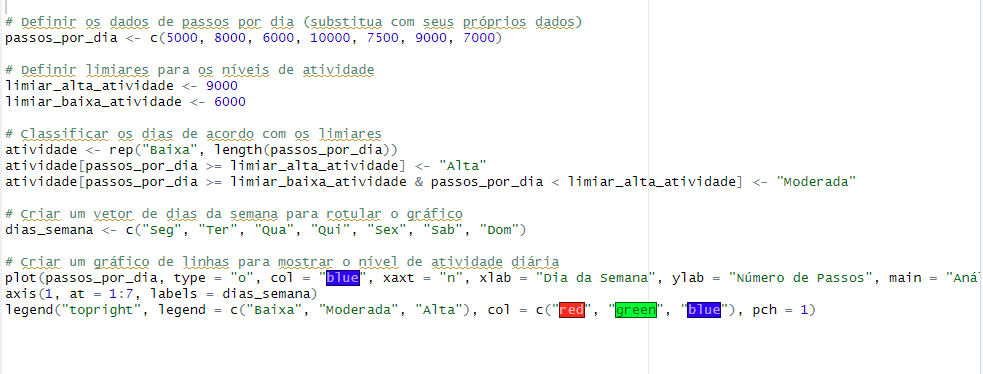 # Definir os dados de passos por dia (substitua com seus próprios dados)
passos_por_dia <- c(5000, 8000, 6000, 10000, 7500, 9000, 7000)
# Definir limiares para os níveis de atividade
limiar_alta_atividade <- 9000
limiar_baixa_atividade <- 6000
# Classificar os dias de acordo com os limiares
atividade <- rep("Baixa", length(passos_por_dia))
atividade[passos_por_dia >= limiar_alta_atividade] <- "Alta"
atividade[passos_por_dia >= limiar_baixa_atividade & passos_por_dia < limiar_alta_atividade] <- "Moderada"
# Criar um vetor de dias da semana para rotular o gráfico
dias_semana <- c("Seg", "Ter", "Qua", "Qui", "Sex", "Sab", "Dom")
# Criar um gráfico de linhas para mostrar o nível de atividade diária
plot(passos_por_dia, type = "o", col = "blue", xaxt = "n", xlab = "Dia da Semana", ylab = "Número de Passos", main = "Aná
axis(1, at = 1:7, labels = dias_semana)
legend("topright", legend = c("Baixa", "Moderada", "Alta"), col = c("red", "green", "blue"), pch = 1)